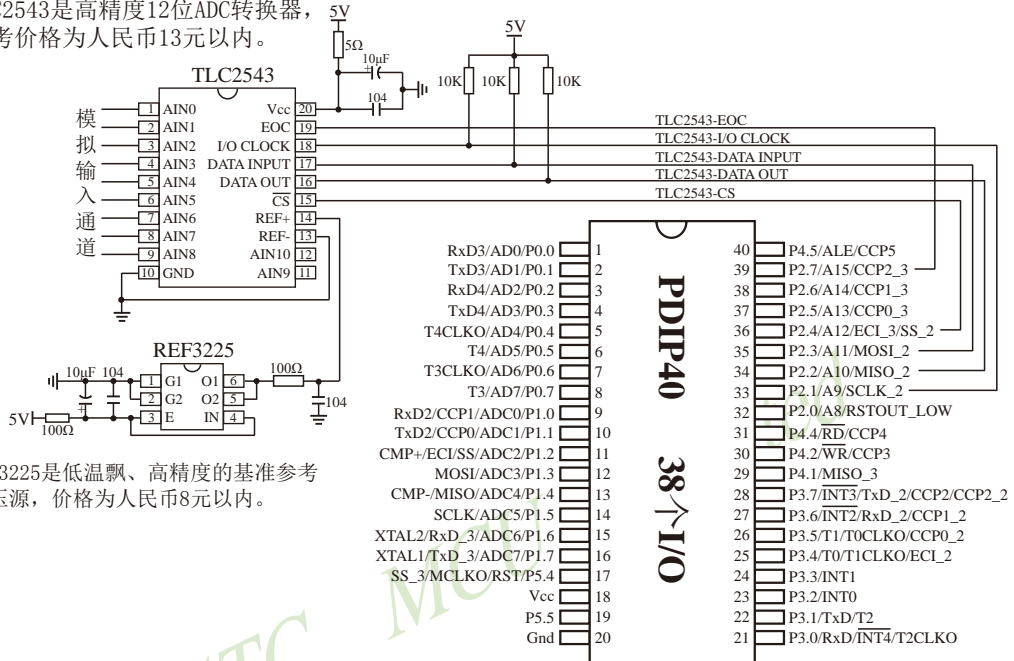 C2543是高精度12位ADC转换器,
考价格为人民币13元以内。
5V
5Ω
10μF
+
104
5V
10K
10K
10K
TLC2543
模拟输入通道
1 AIN0
2 AIN1
3 AIN2
4 AIN3
5 AIN4
6 AIN5
7 AIN6
8 AIN7
9 AIN8
10 GND
Vcc 20
EOC 19
I/O CLOCK 18
DATA INPUT 17
DATA OUT 16
CS 15
REF+ 14
REF- 13
AIN10 12
AIN9 11
TLC2543-EOC
TLC2543-I/O CLOCK
TLC2543-DATA INPUT
TLC2543-DATA OUT
TLC2543-CS
REF3225
10μF 104
+
5V
100Ω
1 G1
2 G2
3 E
O1 6
O2 5
IN 4
100Ω
104
3225是低温飘、高精度的基准参考
压源，价格为人民币8元以内。
PDIP40 38个I/O
RxD3/AD0/P0.0 1
TxD3/AD1/P0.1 2
RxD4/AD2/P0.2 3
TxD4/AD3/P0.3 4
T4CLKO/AD4/P0.4 5
T4/AD5/P0.5 6
T3CLKO/AD6/P0.6 7
T3/AD7/P0.7 8
RxD2/CCP1/ADC0/P1.0 9
TxD2/CCP0/ADC1/P1.1 10
CMP+/ECI/SS/ADC2/P1.2 11
MOSI/ADC3/P1.3 12
CMP-/MISO/ADC4/P1.4 13
SCLK/ADC5/P1.5 14
XTAL2/RxD_3/ADC6/P1.6 15
XTAL1/TxD_3/ADC7/P1.7 16
SS_3/MCLKO/RST/P5.4 17
Vcc 18
P5.5 19
Gnd 20
40 P4.5/ALE/CCP5
39 P2.7/A15/CCP2_3
38 P2.6/A14/CCP1_3
37 P2.5/A13/CCP0_3
36 P2.4/A12/ECI_3/SS_2
35 P2.3/A11/MOSI_2
34 P2.2/A10/MISO_2
33 P2.1/A9/SCLK_2
32 P2.0/A8/RSTOUT_LOW
31 P4.4/RD/CCP4
30 P4.2/WR/CCP3
29 P4.1/MISO_3
28 P3.7/INT3/TxD_2/CCP2/CCP2_2
27 P3.6/INT2/RxD_2/CCP1_2
26 P3.5/T1/T0CLKO/CCP0_2
25 P3.4/T0/T1CLKO/ECI_2
24 P3.3/INT1
23 P3.2/INT0
22 P3.1/TxD/T2
21 P3.0/RxD/INT4/T2CLKO
MCU